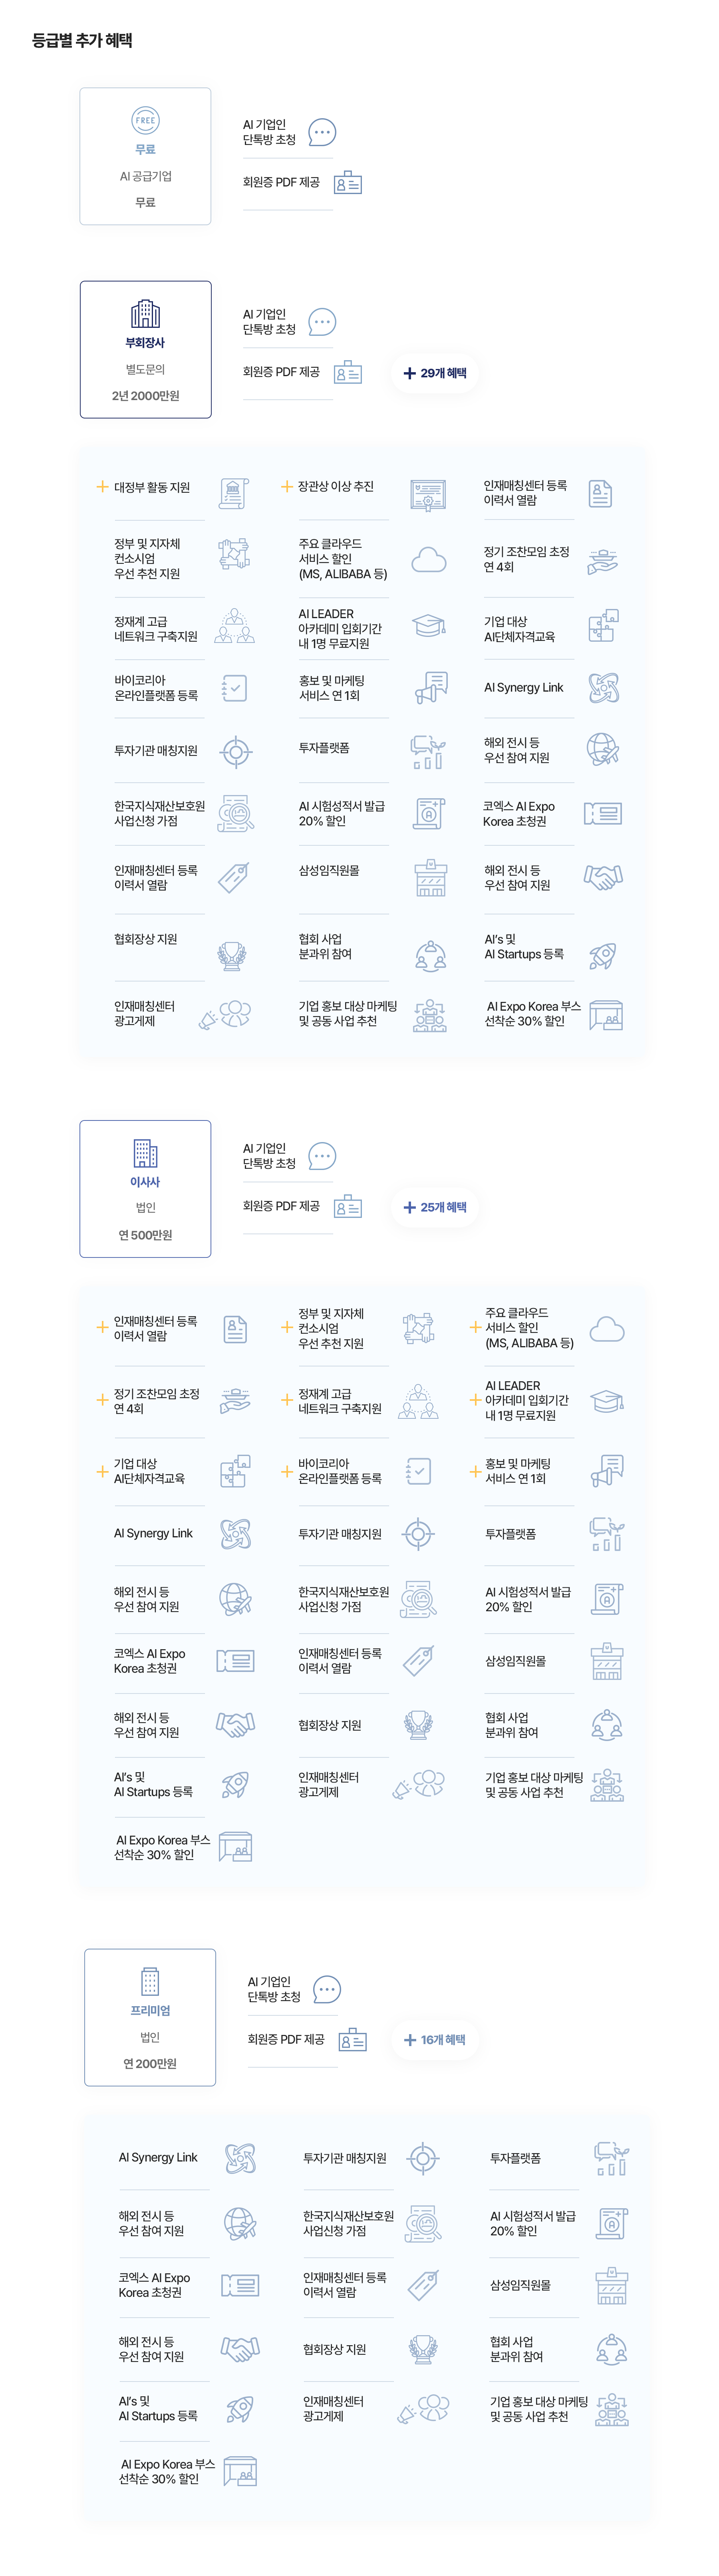 등급별 추가 혜택
FREE
무료
AI 공급기업
무료
AI 기업인
단톡방 초청
회원증 PDF 제공
부회장사
별도문의
2년 2000만원
AI 기업인
단톡방 초청
회원증 PDF 제공
+ 29개 혜택
+ 대정부 활동 지원
+ 장관상 이상 추진
인재매칭센터 등록
이력서 열람
정부 및 지자체
컨소시엄
우선 추천 지원
주요 클라우드
서비스 할인
(MS, ALIBABA 등)
정기 조찬모임 초정
연 4회
정재계 고급
네트워크 구축지원
AI LEADER
아카데미 입회기간
내 1명 무료지원
기업 대상
AI단체자격교육
바이코리아
온라인플랫폼 등록
홍보 및 마케팅
서비스 연 1회
AI Synergy Link
투자기관 매칭지원
투자플랫폼
해외 전시 등
우선 참여 지원
한국지식재산보호원
사업신청 가점
AI 시험성적서 발급
20% 할인
코엑스 AI Expo
Korea 초청권
인재매칭센터 등록
이력서 열람
삼성임직원몰
해외 전시 등
우선 참여 지원
협회장상 지원
협회 사업
분과위 참여
AI's 및
AI Startups 등록
인재매칭센터
광고게제
기업 홍보 대상 마케팅
및 공동 사업 추천
AI Expo Korea 부스
선착순 30% 할인
이사사
법인
연 500만원
AI 기업인
단톡방 초청
회원증 PDF 제공
+ 25개 혜택
+ 인재매칭센터 등록
이력서 열람
+ 정부 및 지자체
컨소시엄
우선 추천 지원
+ 주요 클라우드
서비스 할인
(MS, ALIBABA 등)
+ 정기 조찬모임 초정
연 4회
+ 정재계 고급
네트워크 구축지원
+ AI LEADER
아카데미 입회기간
내 1명 무료지원
+ 기업 대상
AI단체자격교육
+ 바이코리아
온라인플랫폼 등록
+ 홍보 및 마케팅
서비스 연 1회
AI Synergy Link
투자기관 매칭지원
투자플랫폼
해외 전시 등
우선 참여 지원
한국지식재산보호원
사업신청 가점
AI 시험성적서 발급
20% 할인
코엑스 AI Expo
Korea 초청권
인재매칭센터 등록
이력서 열람
삼성임직원몰
해외 전시 등
우선 참여 지원
협회장상 지원
협회 사업
분과위 참여
AI's 및
AI Startups 등록
인재매칭센터
광고게제
기업 홍보 대상 마케팅
및 공동 사업 추천
AI Expo Korea 부스
선착순 30% 할인
프리미엄
법인
연 200만원
AI 기업인
단톡방 초청
회원증 PDF 제공
+ 16개 혜택
AI Synergy Link
투자기관 매칭지원
투자플랫폼
해외 전시 등
우선 참여 지원
한국지식재산보호원
사업신청 가점
AI 시험성적서 발급
20% 할인
코엑스 AI Expo
Korea 초청권
인재매칭센터 등록
이력서 열람
삼성임직원몰
해외 전시 등
우선 참여 지원
협회장상 지원
협회 사업
분과위 참여
AI's 및
AI Startups 등록
인재매칭센터
광고게제
기업 홍보 대상 마케팅
및 공동 사업 추천
AI Expo Korea 부스
선착순 30% 할인